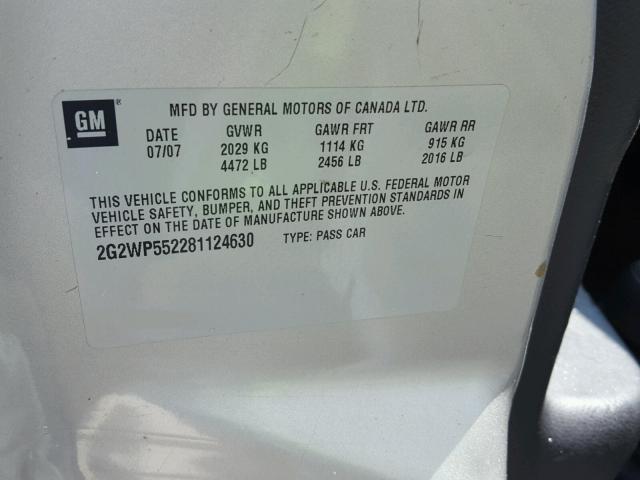 GM®
MFD BY GENERAL MOTORS OF CANADA LTD.
DATE GVWR GAWR FRT GAWR RR
07/07 2029 KG 1114 KG 915 KG
4472 LB 2456 LB 2016 LB
THIS VEHICLE CONFORMS TO ALL APPLICABLE U.S. FEDERAL MOTOR
VEHICLE SAFETY, BUMPER, AND THEFT PREVENTION STANDARDS IN
EFFECT ON THE DATE OF MANUFACTURE SHOWN ABOVE.
2G2WP552281124630 TYPE: PASS CAR